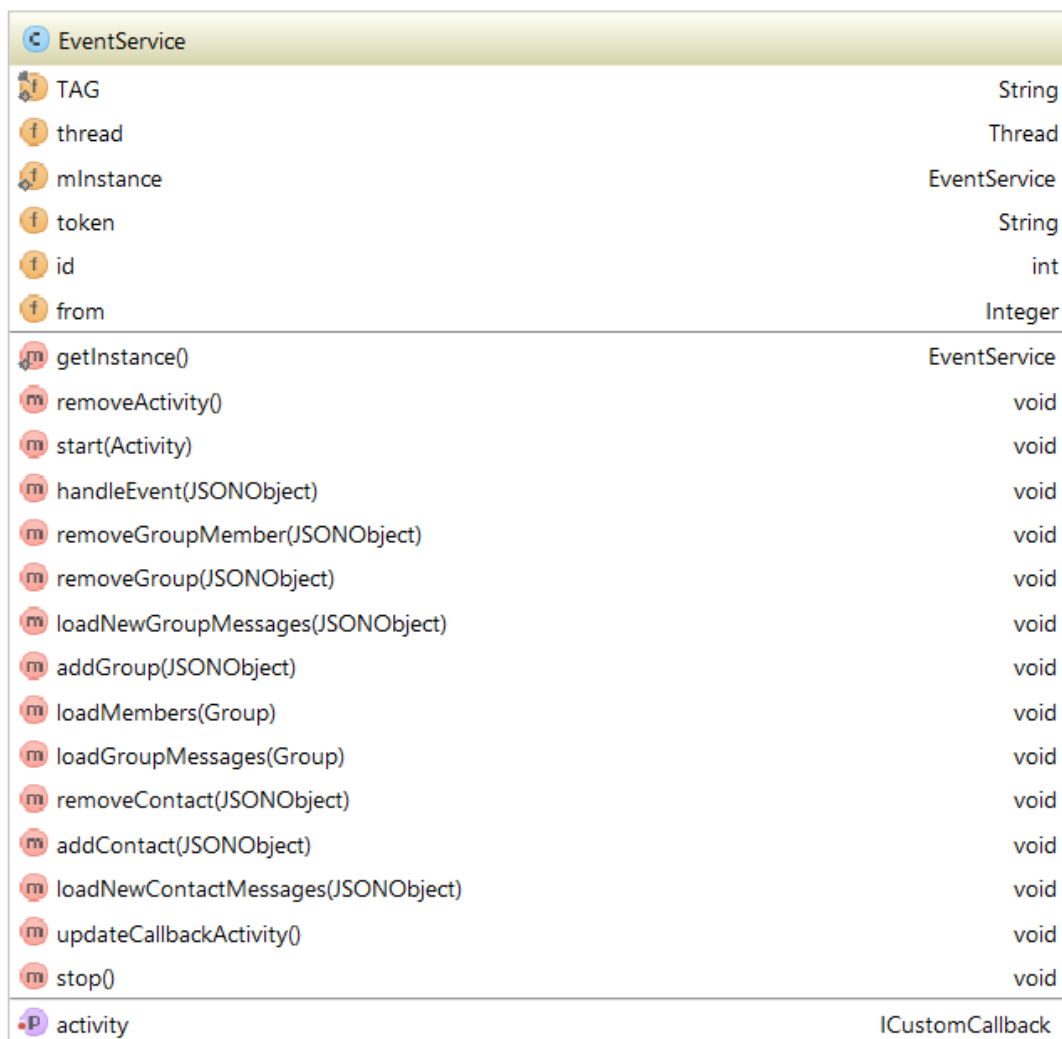 C EventService
f TAG String
f thread Thread
f mInstance EventService
f token String
f id int
f from Integer
m getInstance() EventService
m removeActivity() void
m start(Activity) void
m handleEvent(JSONObject) void
m removeGroupMember(JSONObject) void
m removeGroup(JSONObject) void
m loadNewGroupMessages(JSONObject) void
m addGroup(JSONObject) void
m loadMembers(Group) void
m loadGroupMessages(Group) void
m removeContact(JSONObject) void
m addContact(JSONObject) void
m loadNewContactMessages(JSONObject) void
m updateCallbackActivity() void
m stop() void
P activity ICustomCallback